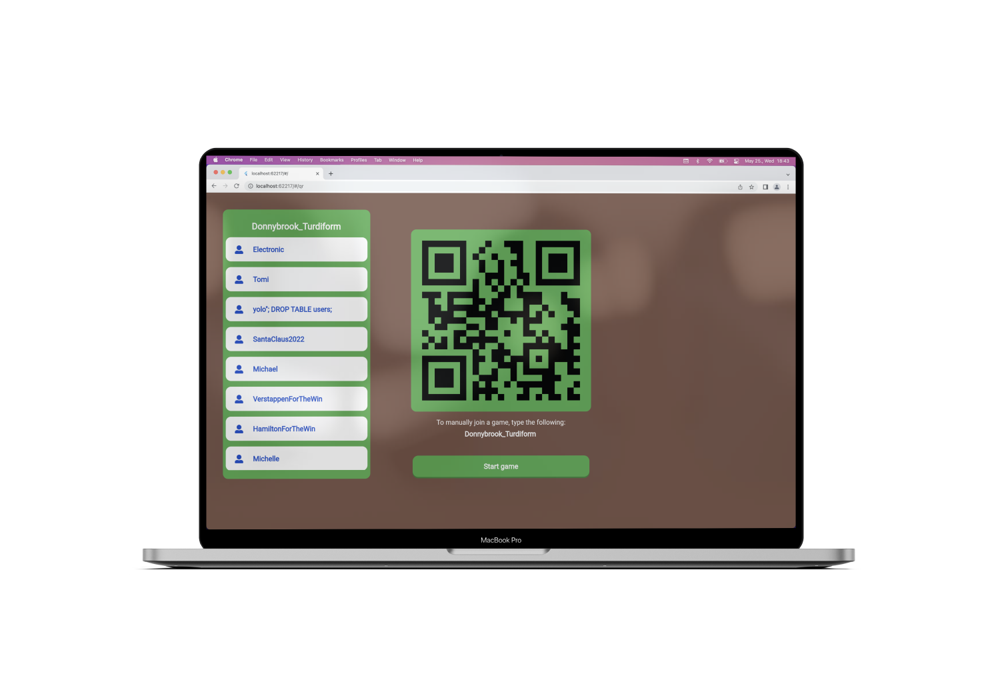 Chrome File Edit View History Bookmarks Profiles Tab Window Help May 25., Wed 18:43
localhost:62217/#/
localhost:62217/#/qr
Donnybrook_Turdiform
Electronic
Tomi
yolo"; DROP TABLE users;
SantaClaus2022
Michael
VerstappenForTheWin
HamiltonForTheWin
Michelle
To manually join a game, type the following:
Donnybrook_Turdiform
Start game
MacBook Pro